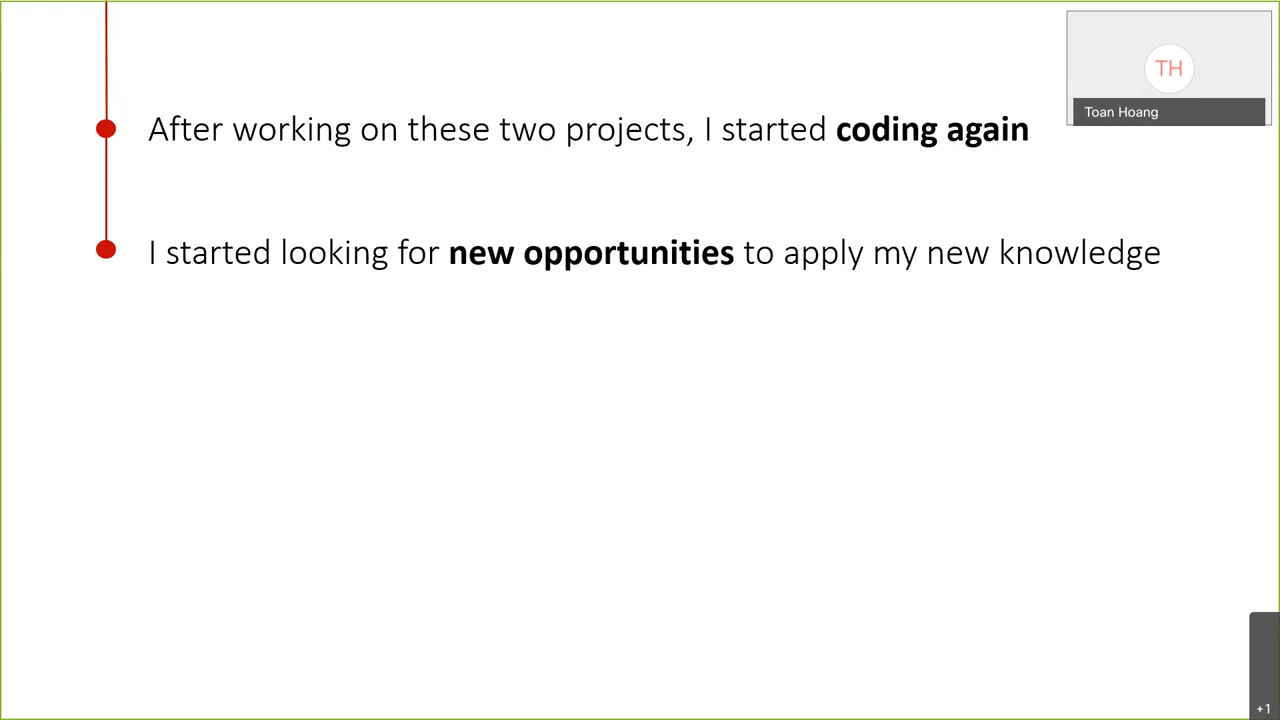 TH
Toan Hoang
After working on these two projects, I started coding again
I started looking for new opportunities to apply my new knowledge
+1